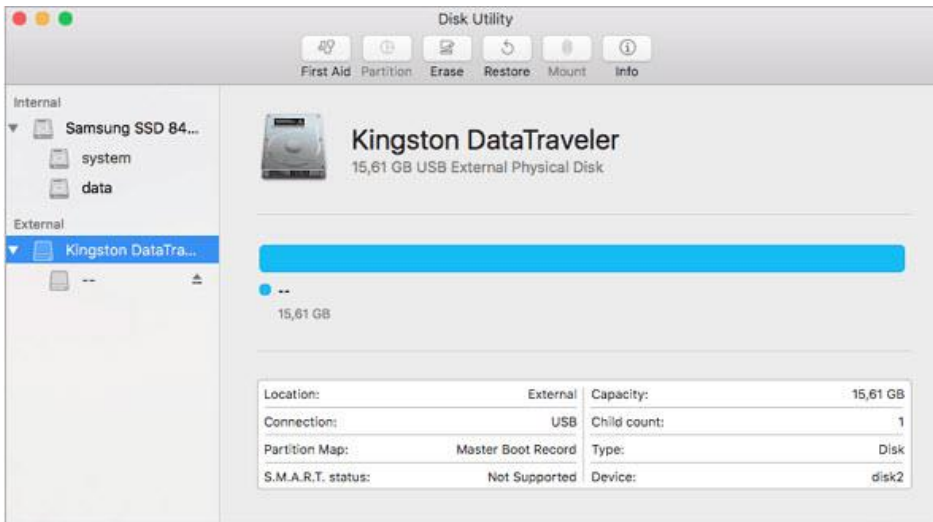 Disk Utility
First Aid Partition Erase Restore Mount Info
Internal
Samsung SSD 84...
system
data
External
Kingston DataTra...
--
Kingston DataTraveler
15,61 GB USB External Physical Disk
--
15,61 GB
Location: External Capacity: 15,61 GB
Connection: USB Child count: 1
Partition Map: Master Boot Record Type: Disk
S.M.A.R.T. status: Not Supported Device: disk2